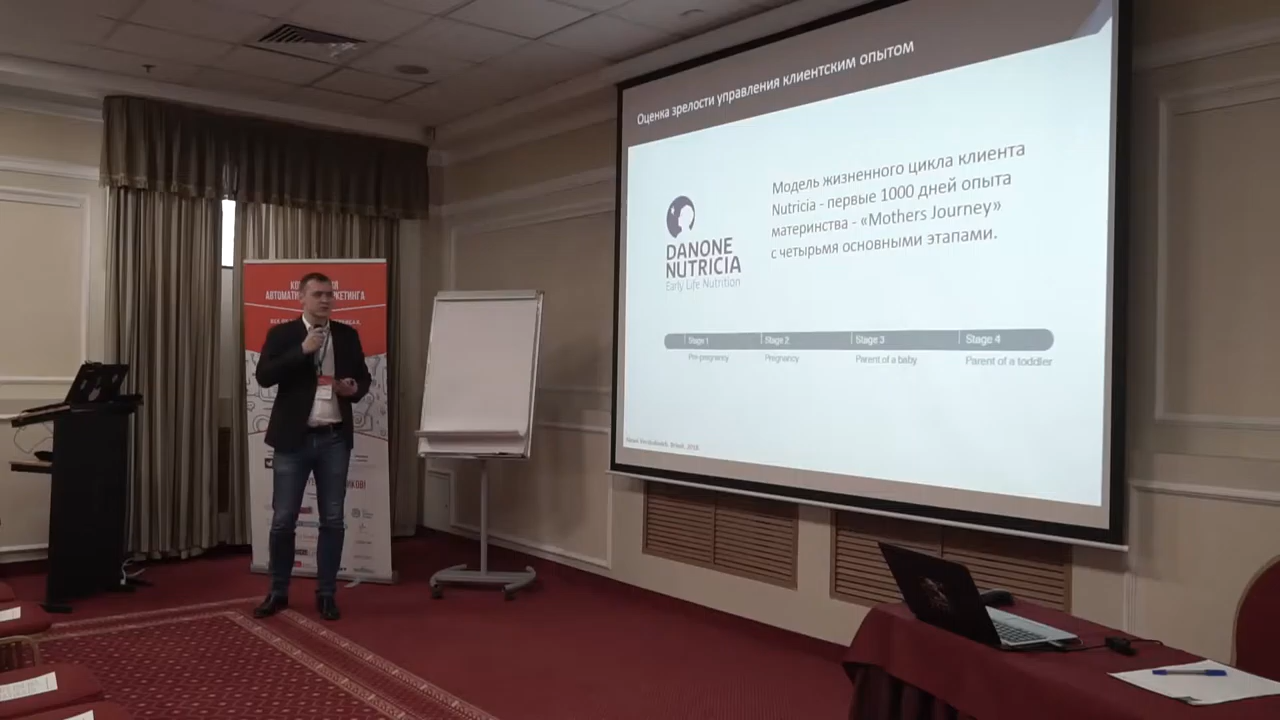 Оценка зрелости управления клиентским опытом
Модель жизненного цикла клиента
Nutricia - первые 1000 дней опыта
материнства - «Mothers Journey»
с четырьмя основными этапами.
DANONE
NUTRICIA
Early Life Nutrition
Stage 1
Stage 2
Stage 3
Stage 4
Pre-pregnancy
Pregnancy
Parent of a baby
Parent of a toddler